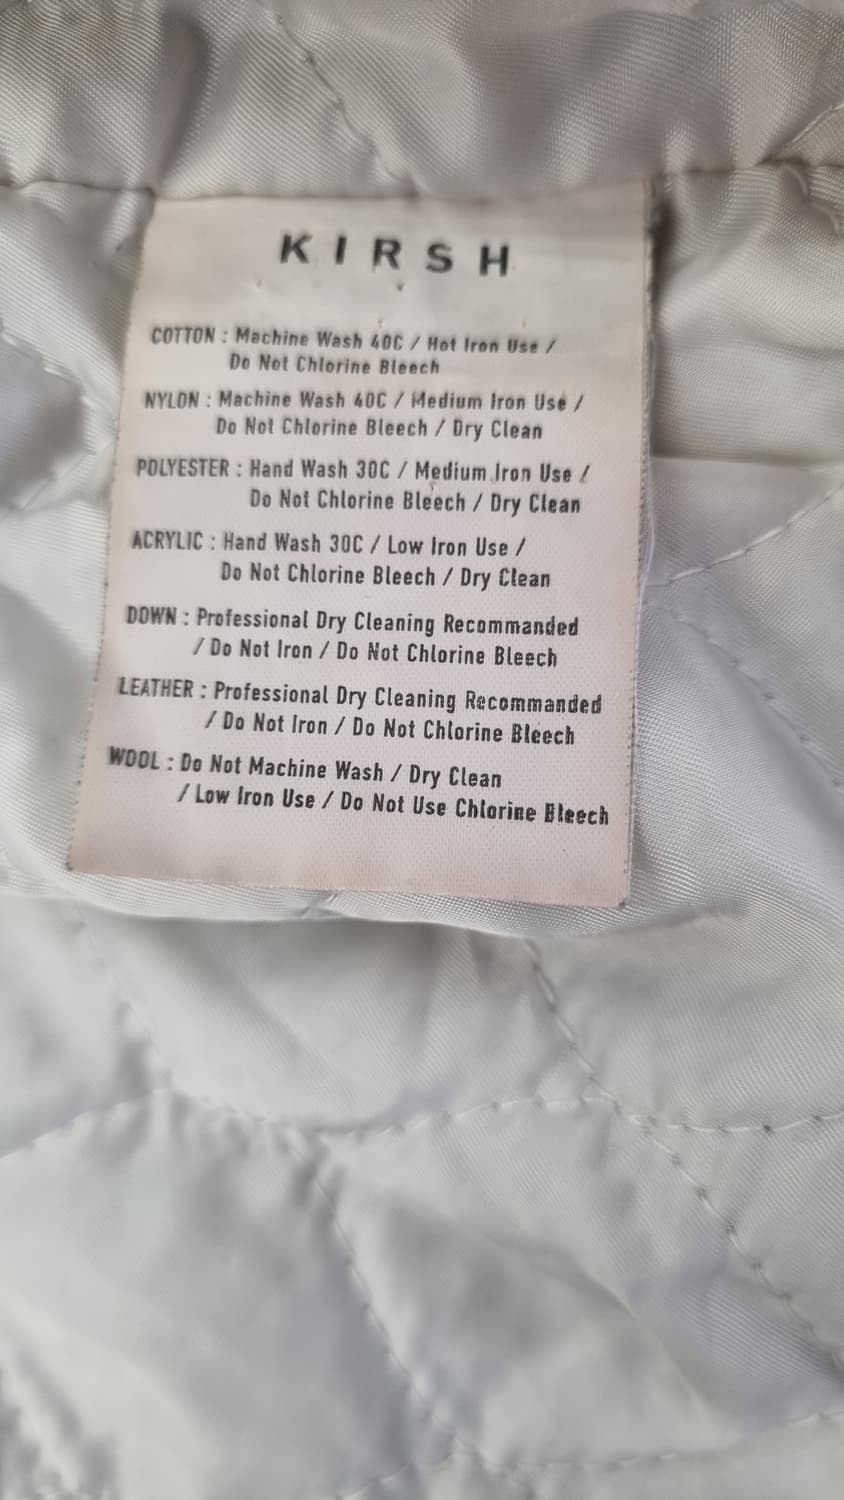 KIRSH
COTTON : Machine Wash 40C / Hot Iron Use /
Do Not Chlorine Bleech
NYLON : Machine Wash 40C / Medium Iron Use /
Do Not Chlorine Bleech / Dry Clean
POLYESTER : Hand Wash 30C / Medium Iron Use /
Do Not Chlorine Bleech / Dry Clean
ACRYLIC : Hand Wash 30C / Low Iron Use /
Do Not Chlorine Bleech / Dry Clean
DOWN : Professional Dry Cleaning Recommanded
/ Do Not Iron / Do Not Chlorine Bleech
LEATHER : Professional Dry Cleaning Recommanded
/ Do Not Iron / Do Not Chlorine Bleech
WOOL : Do Not Machine Wash / Dry Clean
/ Low Iron Use / Do Not Use Chlorine Bleech